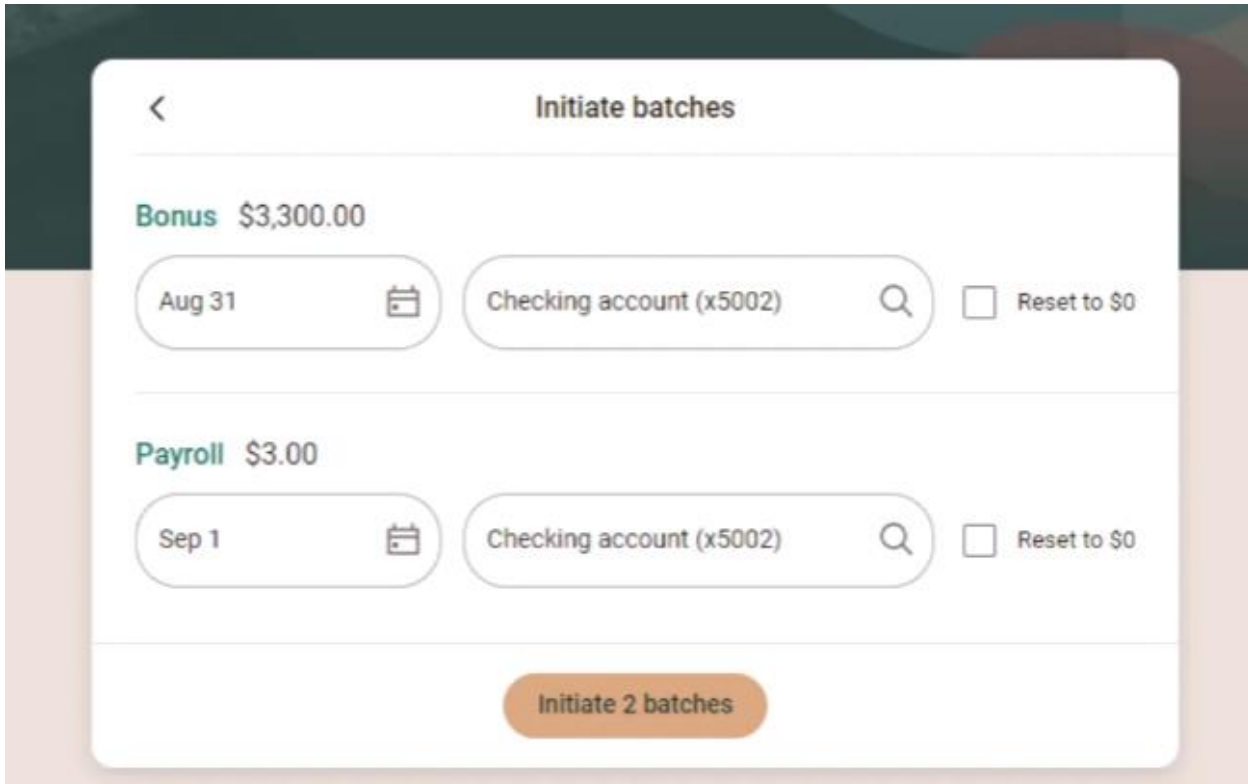 Initiate batches
Bonus $3,300.00
Aug 31 Checking account (x5002) Reset to $0
Payroll $3.00
Sep 1 Checking account (x5002) Reset to $0
Initiate 2 batches